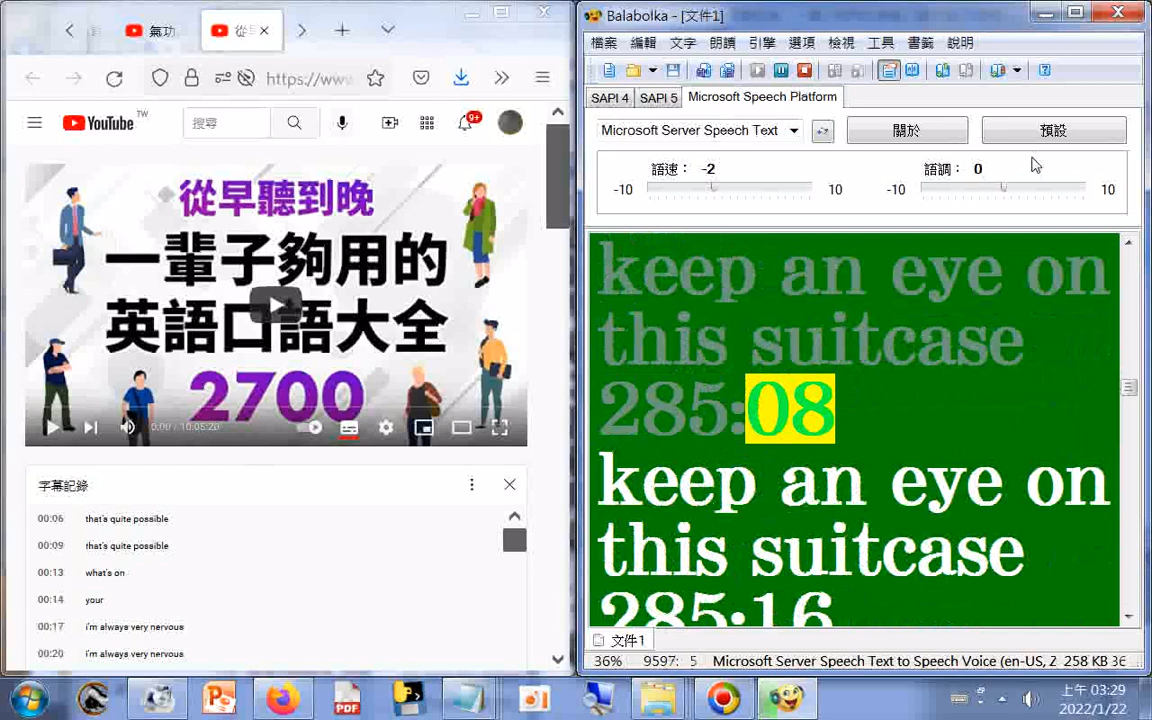 氣功
從
https://www
YouTube TW
搜尋
9+
從早聽到晚
一輩子夠用的
英語口語大全
2700
0:00 / 10:05:20
字幕記錄
00:06 that's quite possible
00:09 that's quite possible
00:13 what's on
00:14 your
00:17 i'm always very nervous
00:20 i'm always very nervous
Balabolka - [文件1]
檔案 編輯 文字 朗讀 引擎 選項 檢視 工具 書籤 說明
SAPI 4 SAPI 5 Microsoft Speech Platform
Microsoft Server Speech Text 關於 預設
語速： -2 語調： 0
-10 10 -10 10
keep an eye on
this suitcase
285:08
keep an eye on
this suitcase
285:16
文件1
36% 9597: 5 Microsoft Server Speech Text to Speech Voice (en-US, Z 258 KB 36
PDF
上午 03:29
2022/1/22